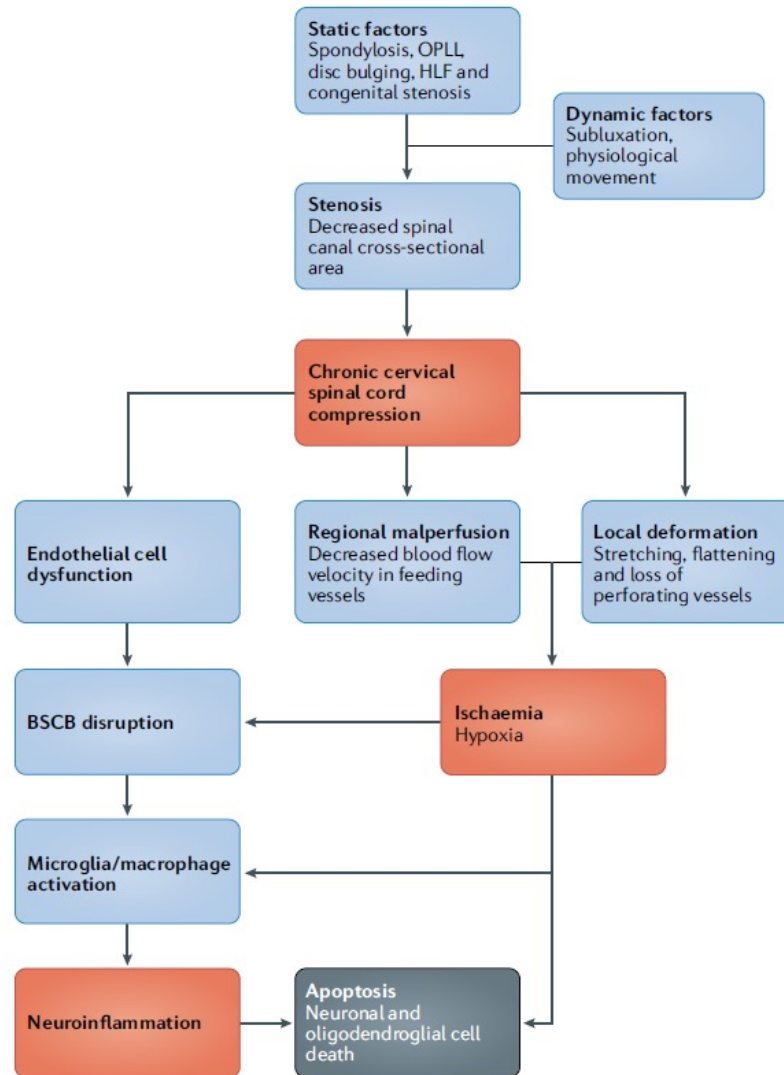 Static factors
Spondylosis, OPLL,
disc bulging, HLF and
congenital stenosis
Dynamic factors
Subluxation,
physiological
movement
Stenosis
Decreased spinal
canal cross-sectional
area
Chronic cervical
spinal cord
compression
Endothelial cell
dysfunction
Regional malperfusion
Decreased blood flow
velocity in feeding
vessels
Local deformation
Stretching, flattening
and loss of
perforating vessels
BSCB disruption
Ischaemia
Hypoxia
Microglia/macrophage
activation
Neuroinflammation
Apoptosis
Neuronal and
oligodendroglial cell
death